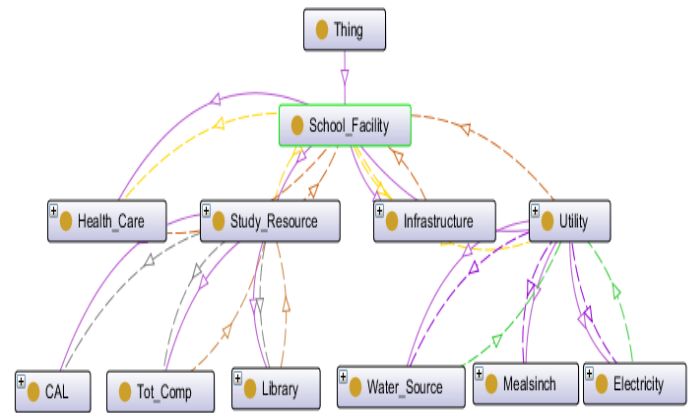 Thing
School_Facility
Health_Care
Study_Resource
Infrastructure
Utility
CAL
Tot_Comp
Library
Water_Source
Mealsinch
Electricity